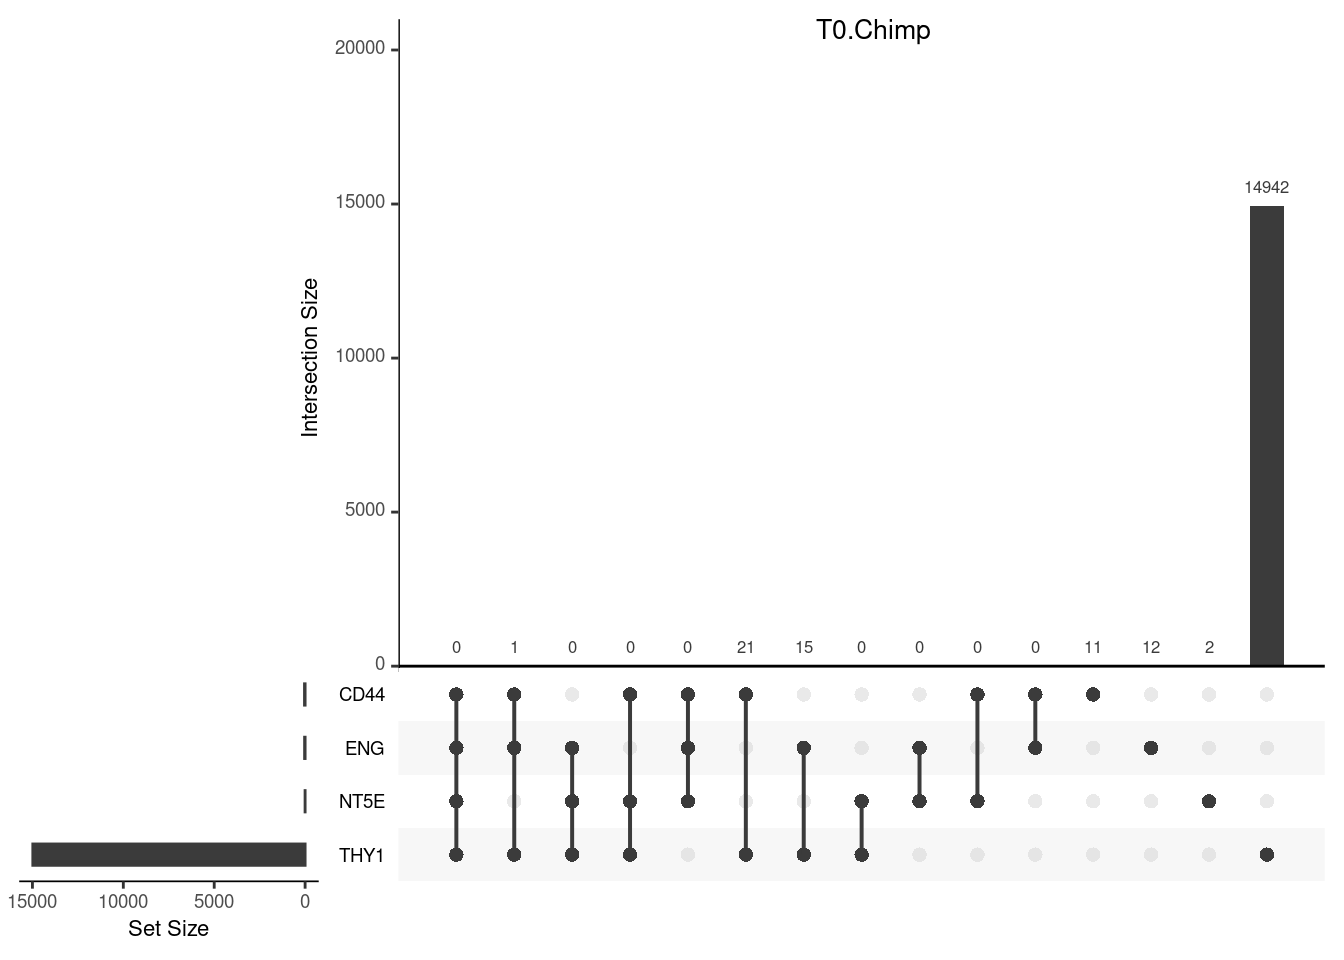 T0.Chimp
20000
15000
10000
5000
0
Intersection Size
14942
0 1 0 0 0 21 15 0 0 0 0 11 12 2
CD44
ENG
NT5E
THY1
15000 10000 5000 0
Set Size